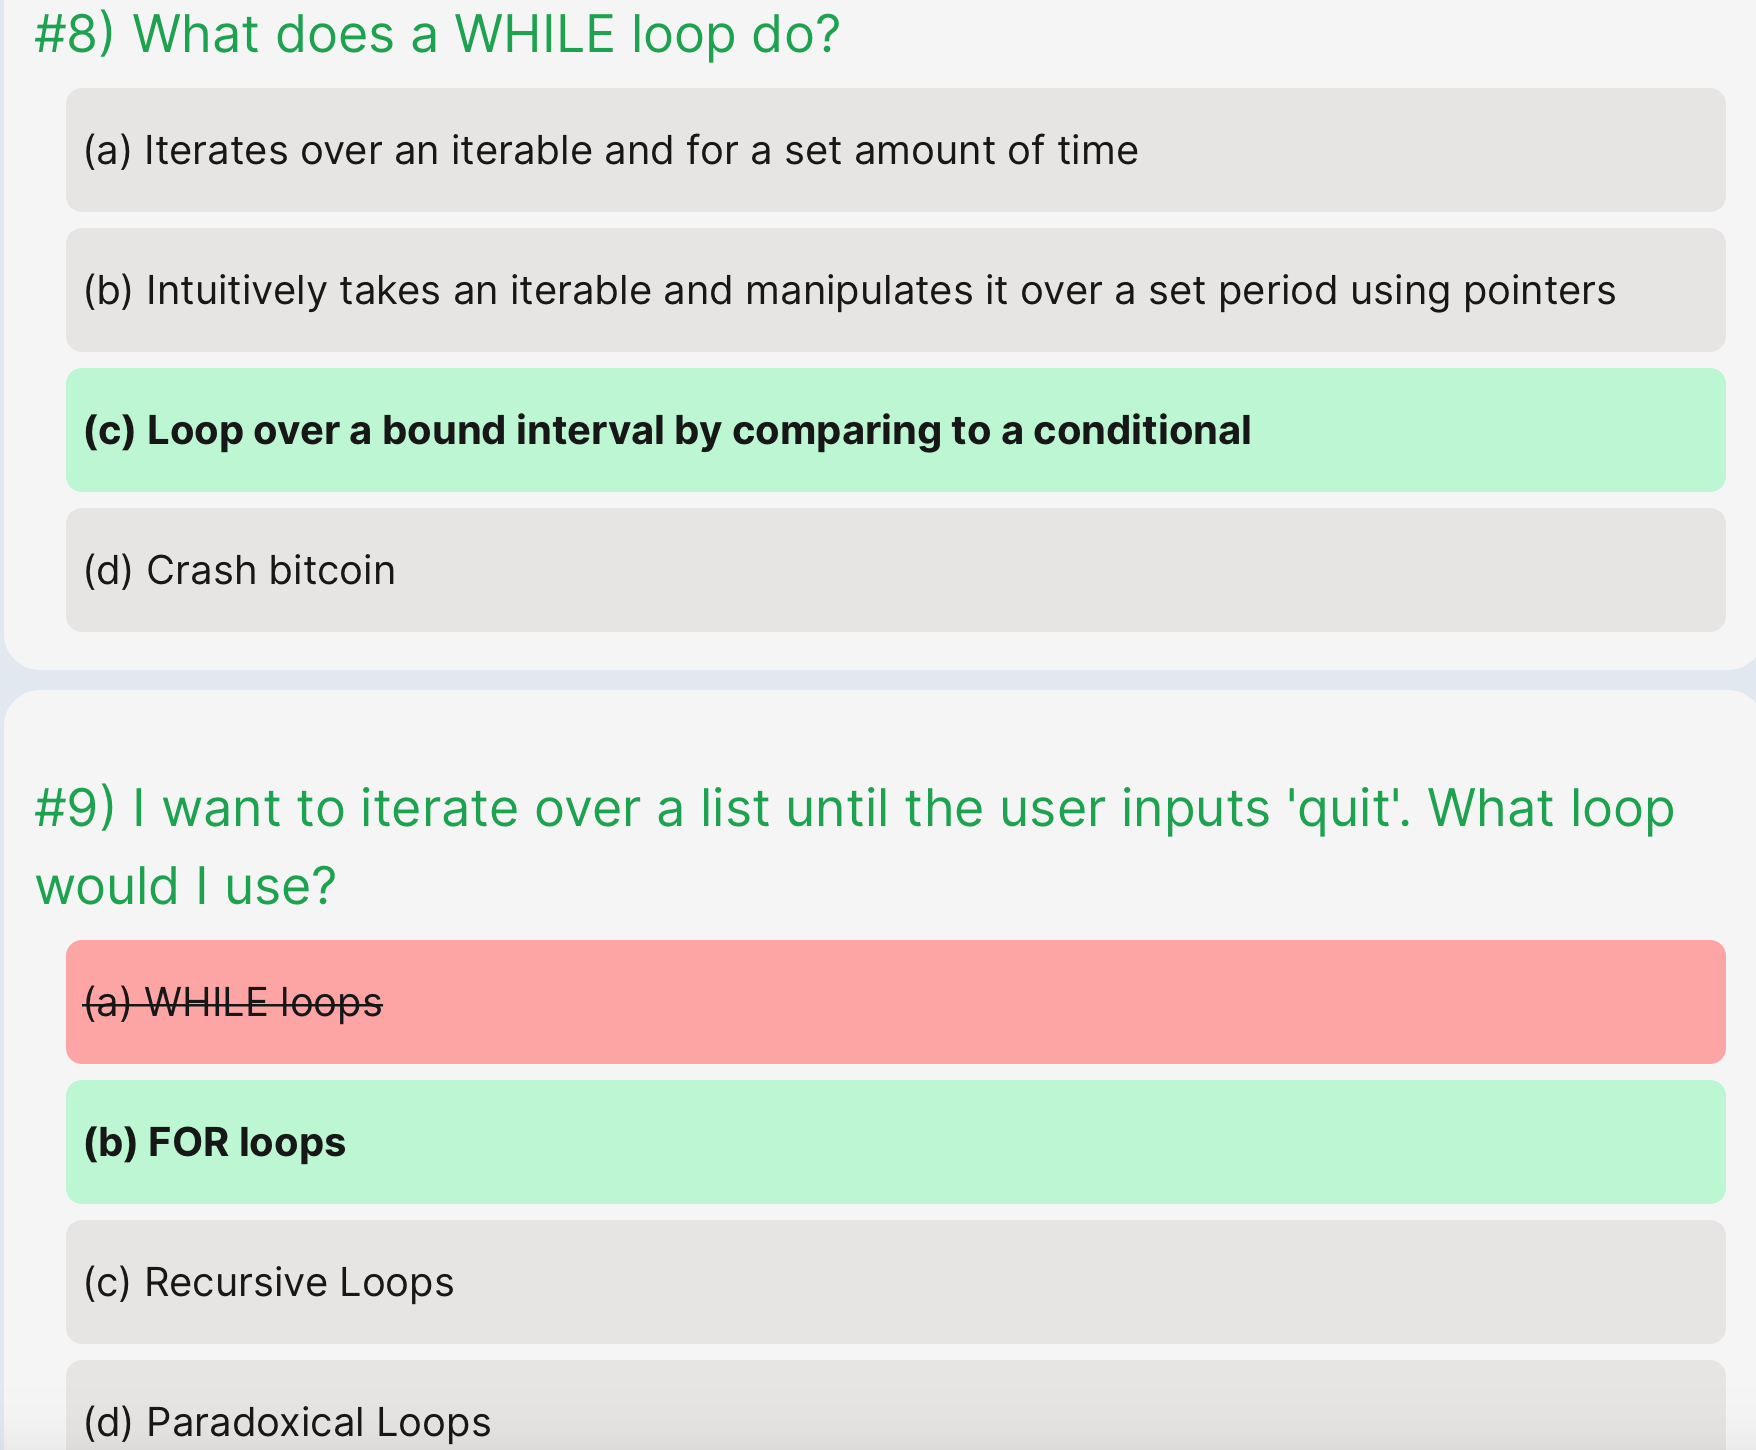 #8) What does a WHILE loop do?
(a) Iterates over an iterable and for a set amount of time
(b) Intuitively takes an iterable and manipulates it over a set period using pointers
(c) Loop over a bound interval by comparing to a conditional
(d) Crash bitcoin
#9) I want to iterate over a list until the user inputs 'quit'. What loop
would I use?
(a) WHILE loops
(b) FOR loops
(c) Recursive Loops
(d) Paradoxical Loops